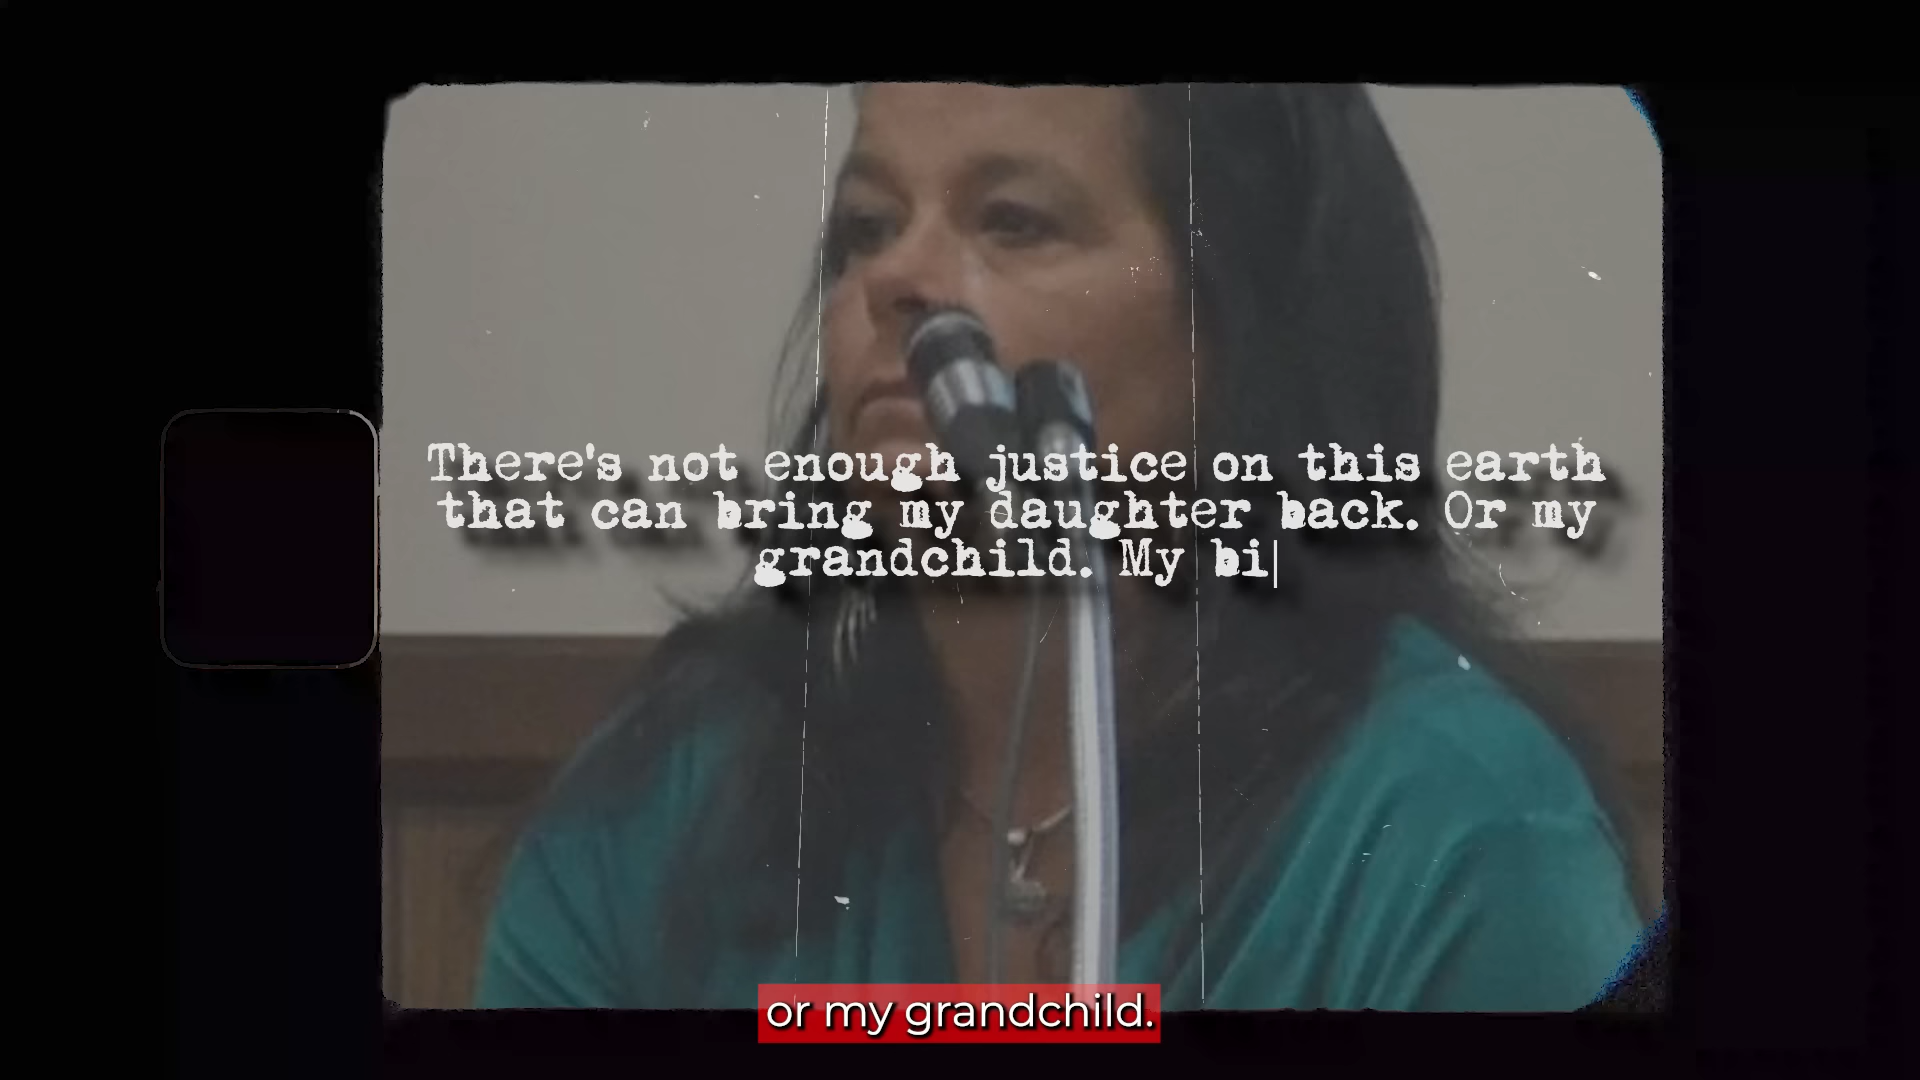 There's not enough justice on this earth
that can bring my daughter back. Or my
grandchild. My bi
or my grandchild.